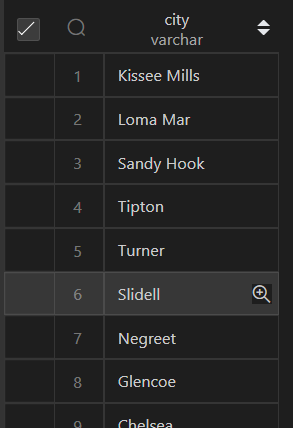 city
varchar
1 Kissee Mills
2 Loma Mar
3 Sandy Hook
4 Tipton
5 Turner
6 Slidell
7 Negreet
8 Glencoe
9 Chelsea